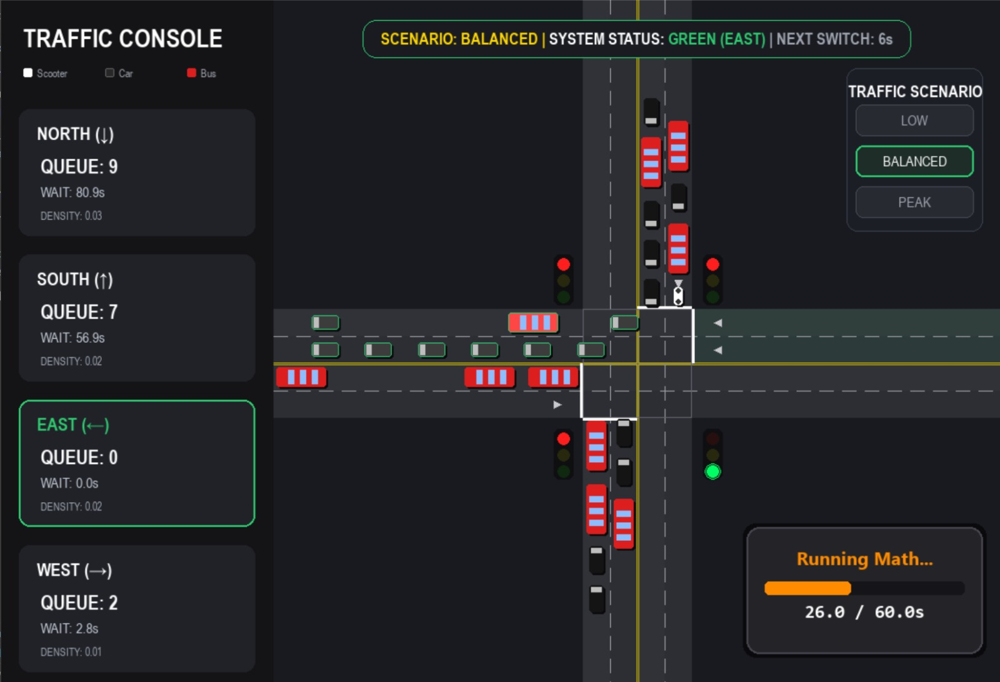 TRAFFIC CONSOLE
Scooter Car Bus
NORTH (↓)
QUEUE: 9
WAIT: 80.9s
DENSITY: 0.03
SOUTH (↑)
QUEUE: 7
WAIT: 56.9s
DENSITY: 0.02
EAST (←)
QUEUE: 0
WAIT: 0.0s
DENSITY: 0.02
WEST (→)
QUEUE: 2
WAIT: 2.8s
DENSITY: 0.01
SCENARIO: BALANCED | SYSTEM STATUS: GREEN (EAST) | NEXT SWITCH: 6s
TRAFFIC SCENARIO
LOW
BALANCED
PEAK
Running Math...
26.0 / 60.0s